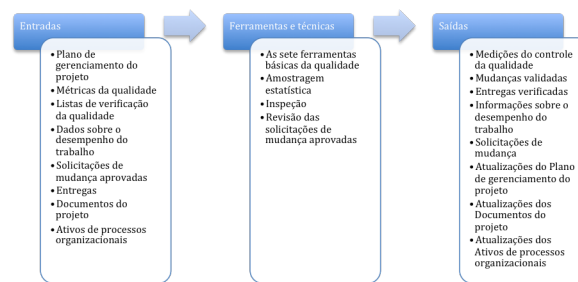 Entradas
• Plano de
gerenciamento do
projeto
• Métricas da qualidade
• Listas de verificação
da qualidade
• Dados sobre o
desempenho do
trabalho
• Solicitações de
mudança aprovadas
• Entregas
• Documentos do
projeto
• Ativos de processos
organizacionais
Ferramentas e técnicas
• As sete ferramentas
básicas da qualidade
• Amostragem
estatística
• Inspeção
• Revisão das
solicitações de
mudança aprovadas
Saídas
• Medições do controle
da qualidade
• Mudanças validadas
• Entregas verificadas
• Informações sobre o
desempenho do
trabalho
• Solicitações de
mudança
• Atualizações do Plano
de gerenciamento do
projeto
• Atualizações dos
Documentos do
projeto
• Atualizações dos
Ativos de processos
organizacionais